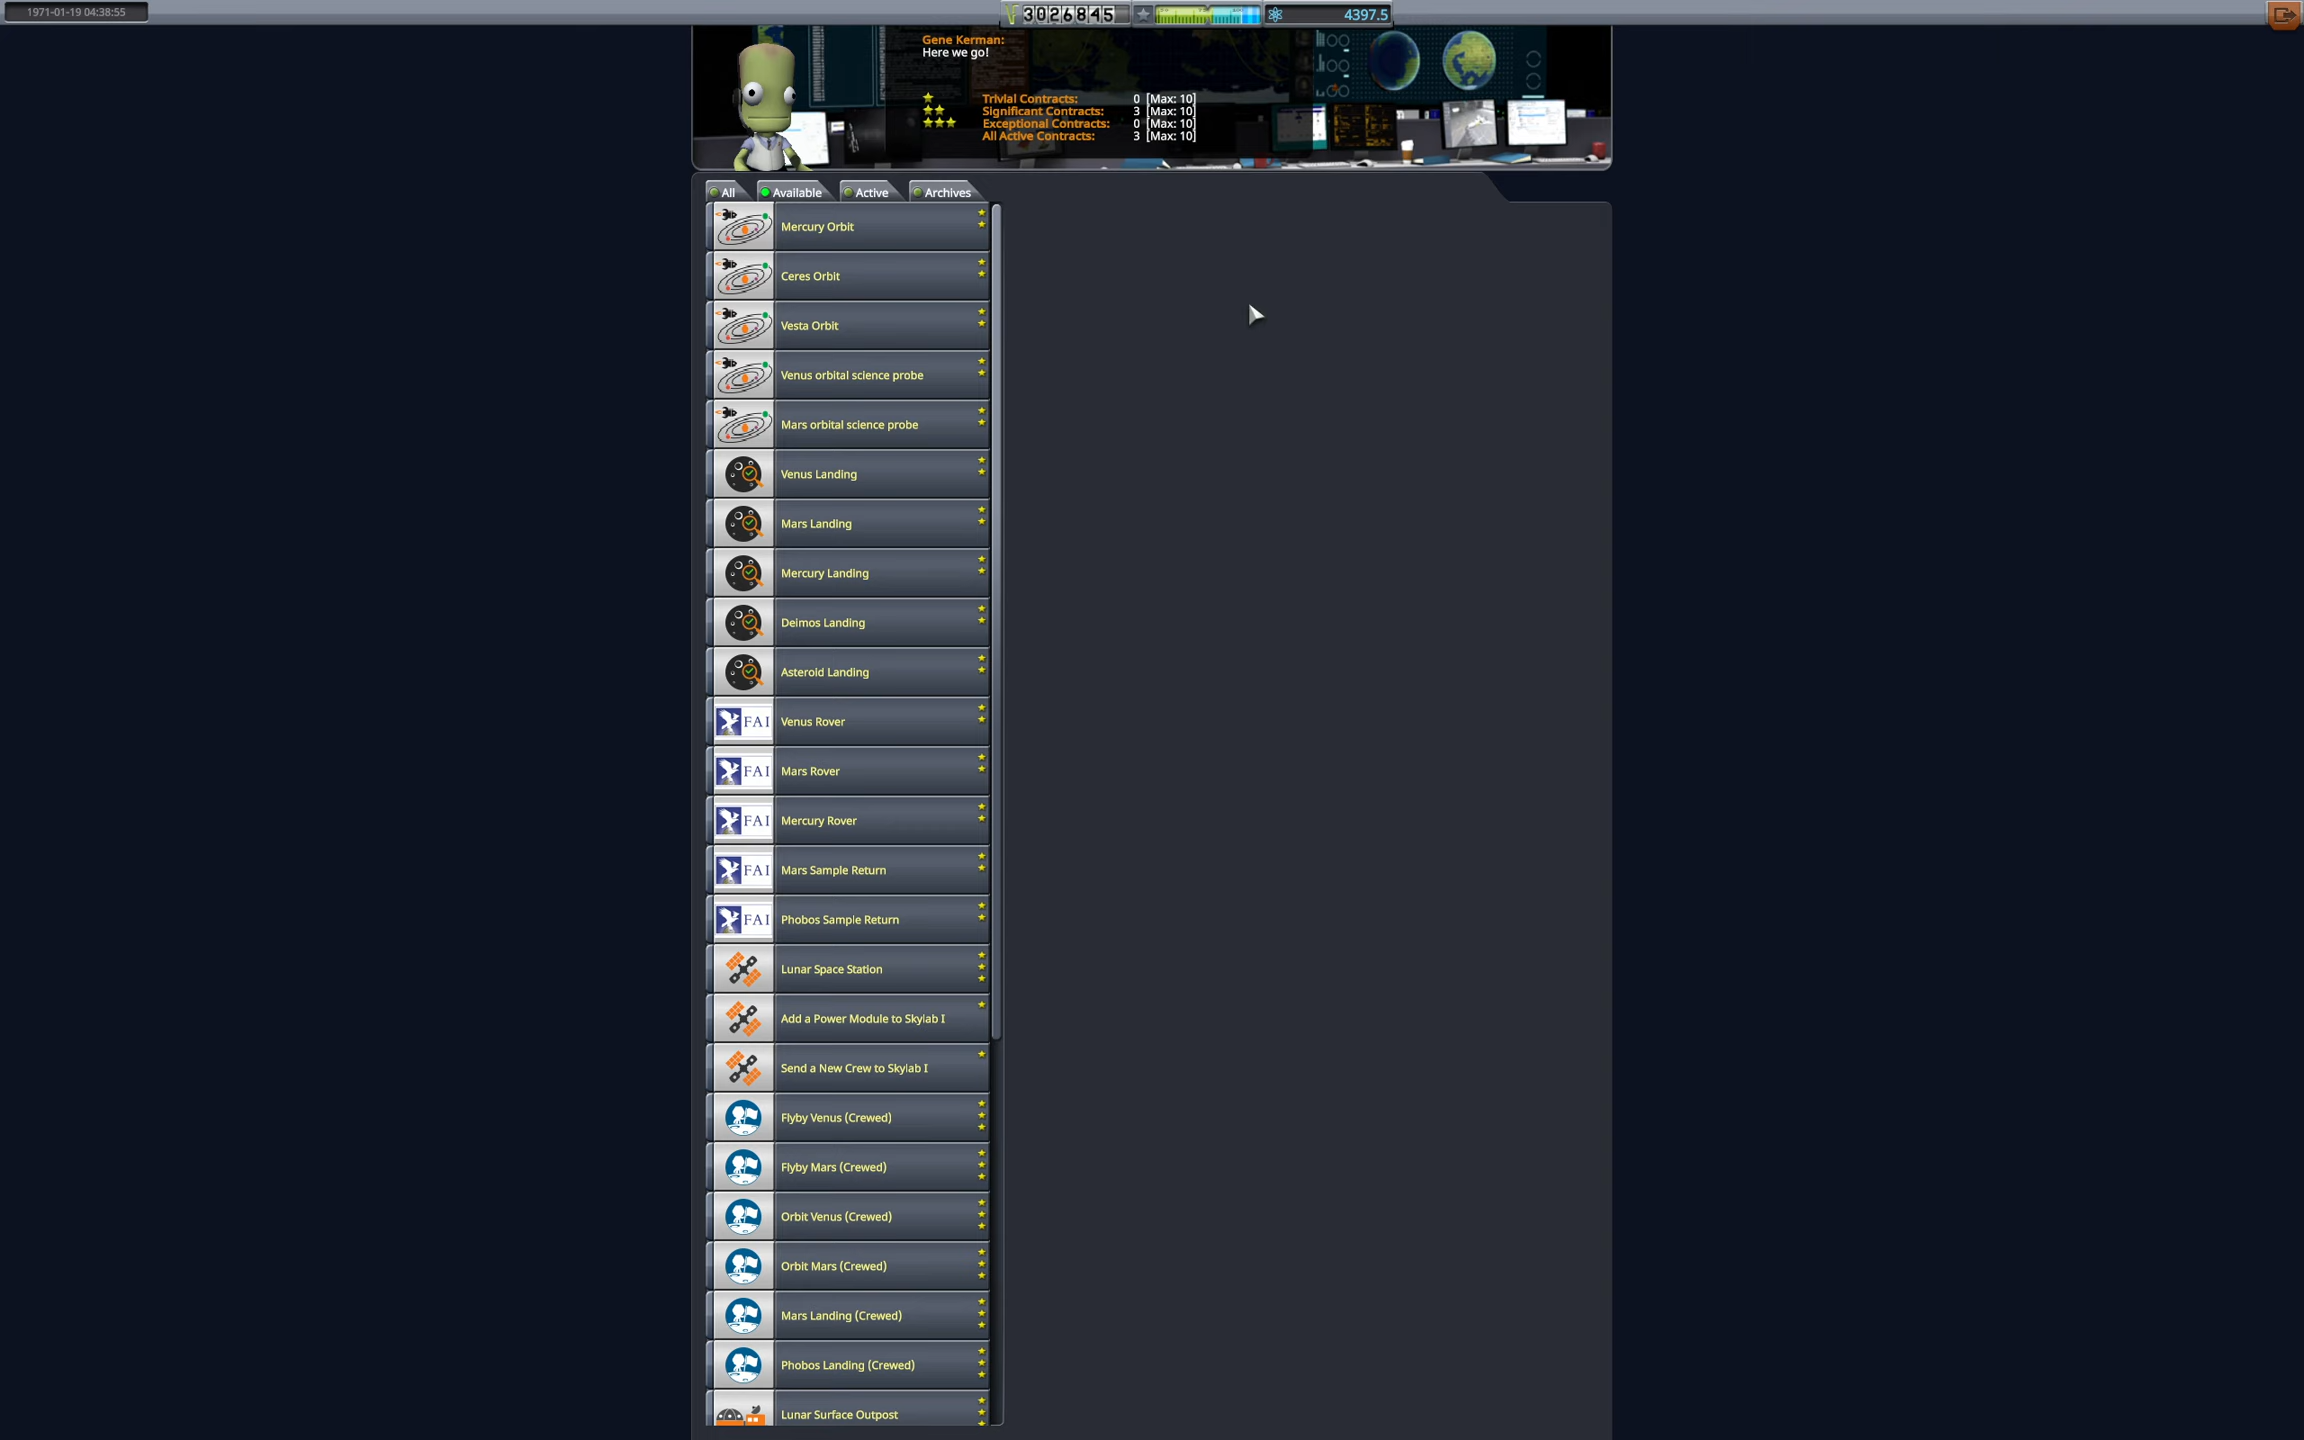 1971-01-19 04:38:55
3026845
4397.5
Gene Kerman:
Here we go!
Trivial Contracts: 0 [Max: 10]
Significant Contracts: 3 [Max: 10]
Exceptional Contracts: 0 [Max: 10]
All Active Contracts: 3 [Max: 10]
All Available Active Archives
Mercury Orbit
Ceres Orbit
Vesta Orbit
Venus orbital science probe
Mars orbital science probe
Venus Landing
Mars Landing
Mercury Landing
Deimos Landing
Asteroid Landing
FAI Venus Rover
FAI Mars Rover
FAI Mercury Rover
FAI Mars Sample Return
FAI Phobos Sample Return
Lunar Space Station
Add a Power Module to Skylab I
Send a New Crew to Skylab I
Flyby Venus (Crewed)
Flyby Mars (Crewed)
Orbit Venus (Crewed)
Orbit Mars (Crewed)
Mars Landing (Crewed)
Phobos Landing (Crewed)
Lunar Surface Outpost